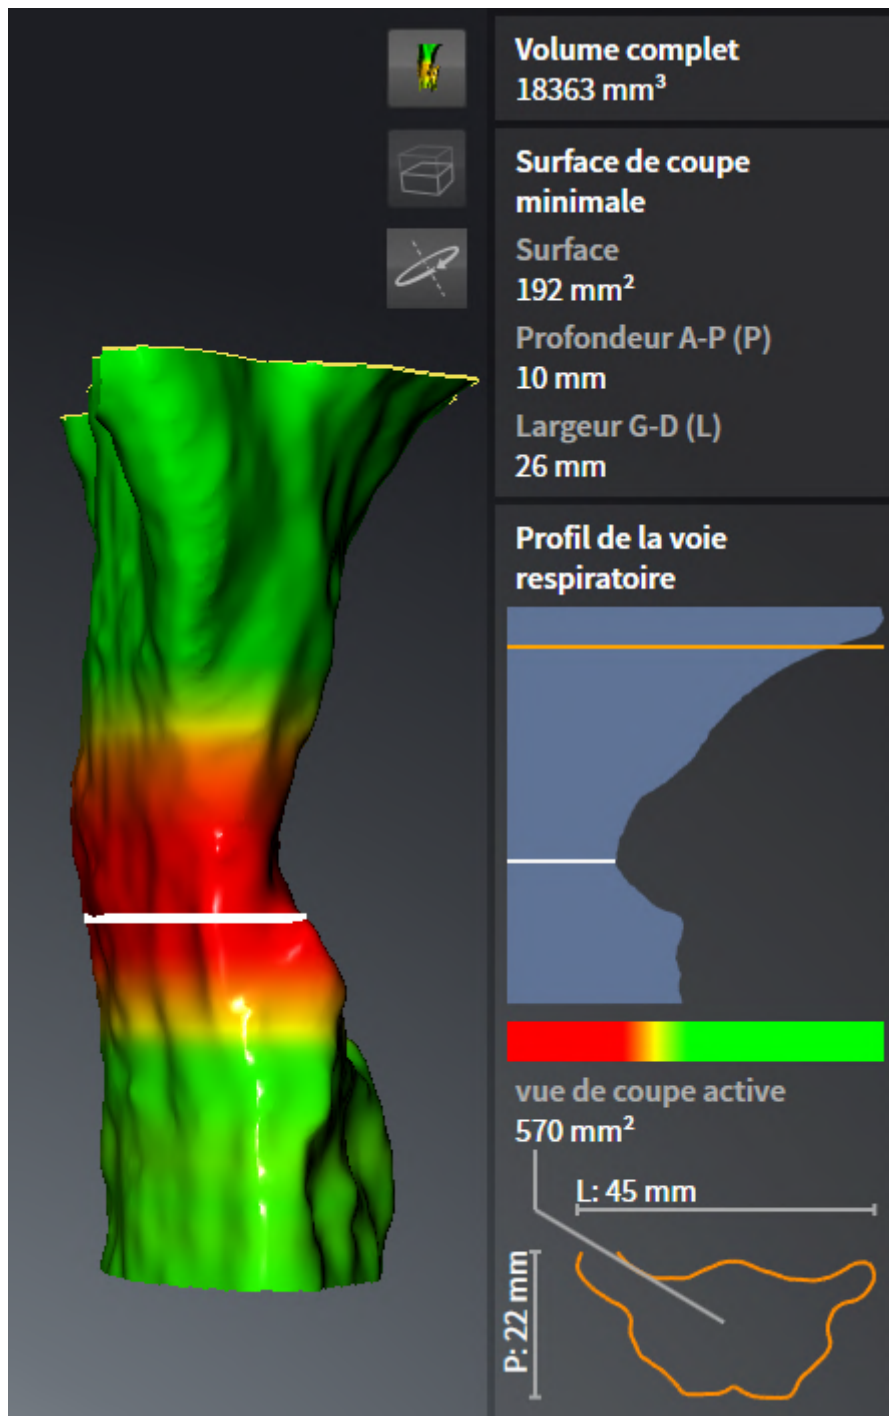 Volume complet
18363 mm³
Surface de coupe
minimale
Surface
192 mm²
Profondeur A-P (P)
10 mm
Largeur G-D (L)
26 mm
Profil de la voie
respiratoire
vue de coupe active
570 mm²
L: 45 mm
P: 22 mm